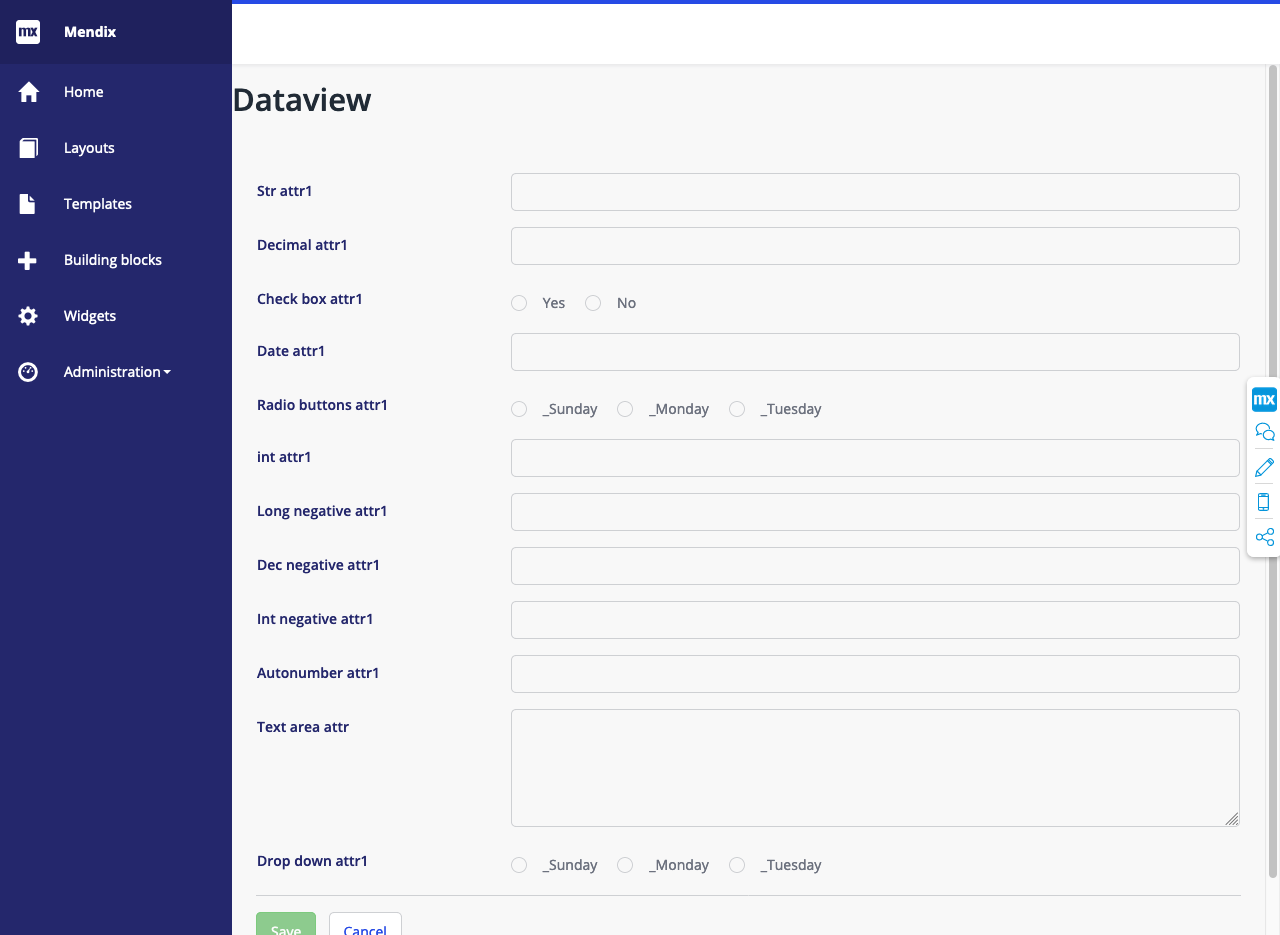 mx Mendix
Home
Layouts
Templates
Building blocks
Widgets
Administration
Dataview
Str attr1
Decimal attr1
Check box attr1 Yes No
Date attr1
Radio buttons attr1 _Sunday _Monday _Tuesday
int attr1
Long negative attr1
Dec negative attr1
Int negative attr1
Autonumber attr1
Text area attr
Drop down attr1 _Sunday _Monday _Tuesday
Save Cancel
mx